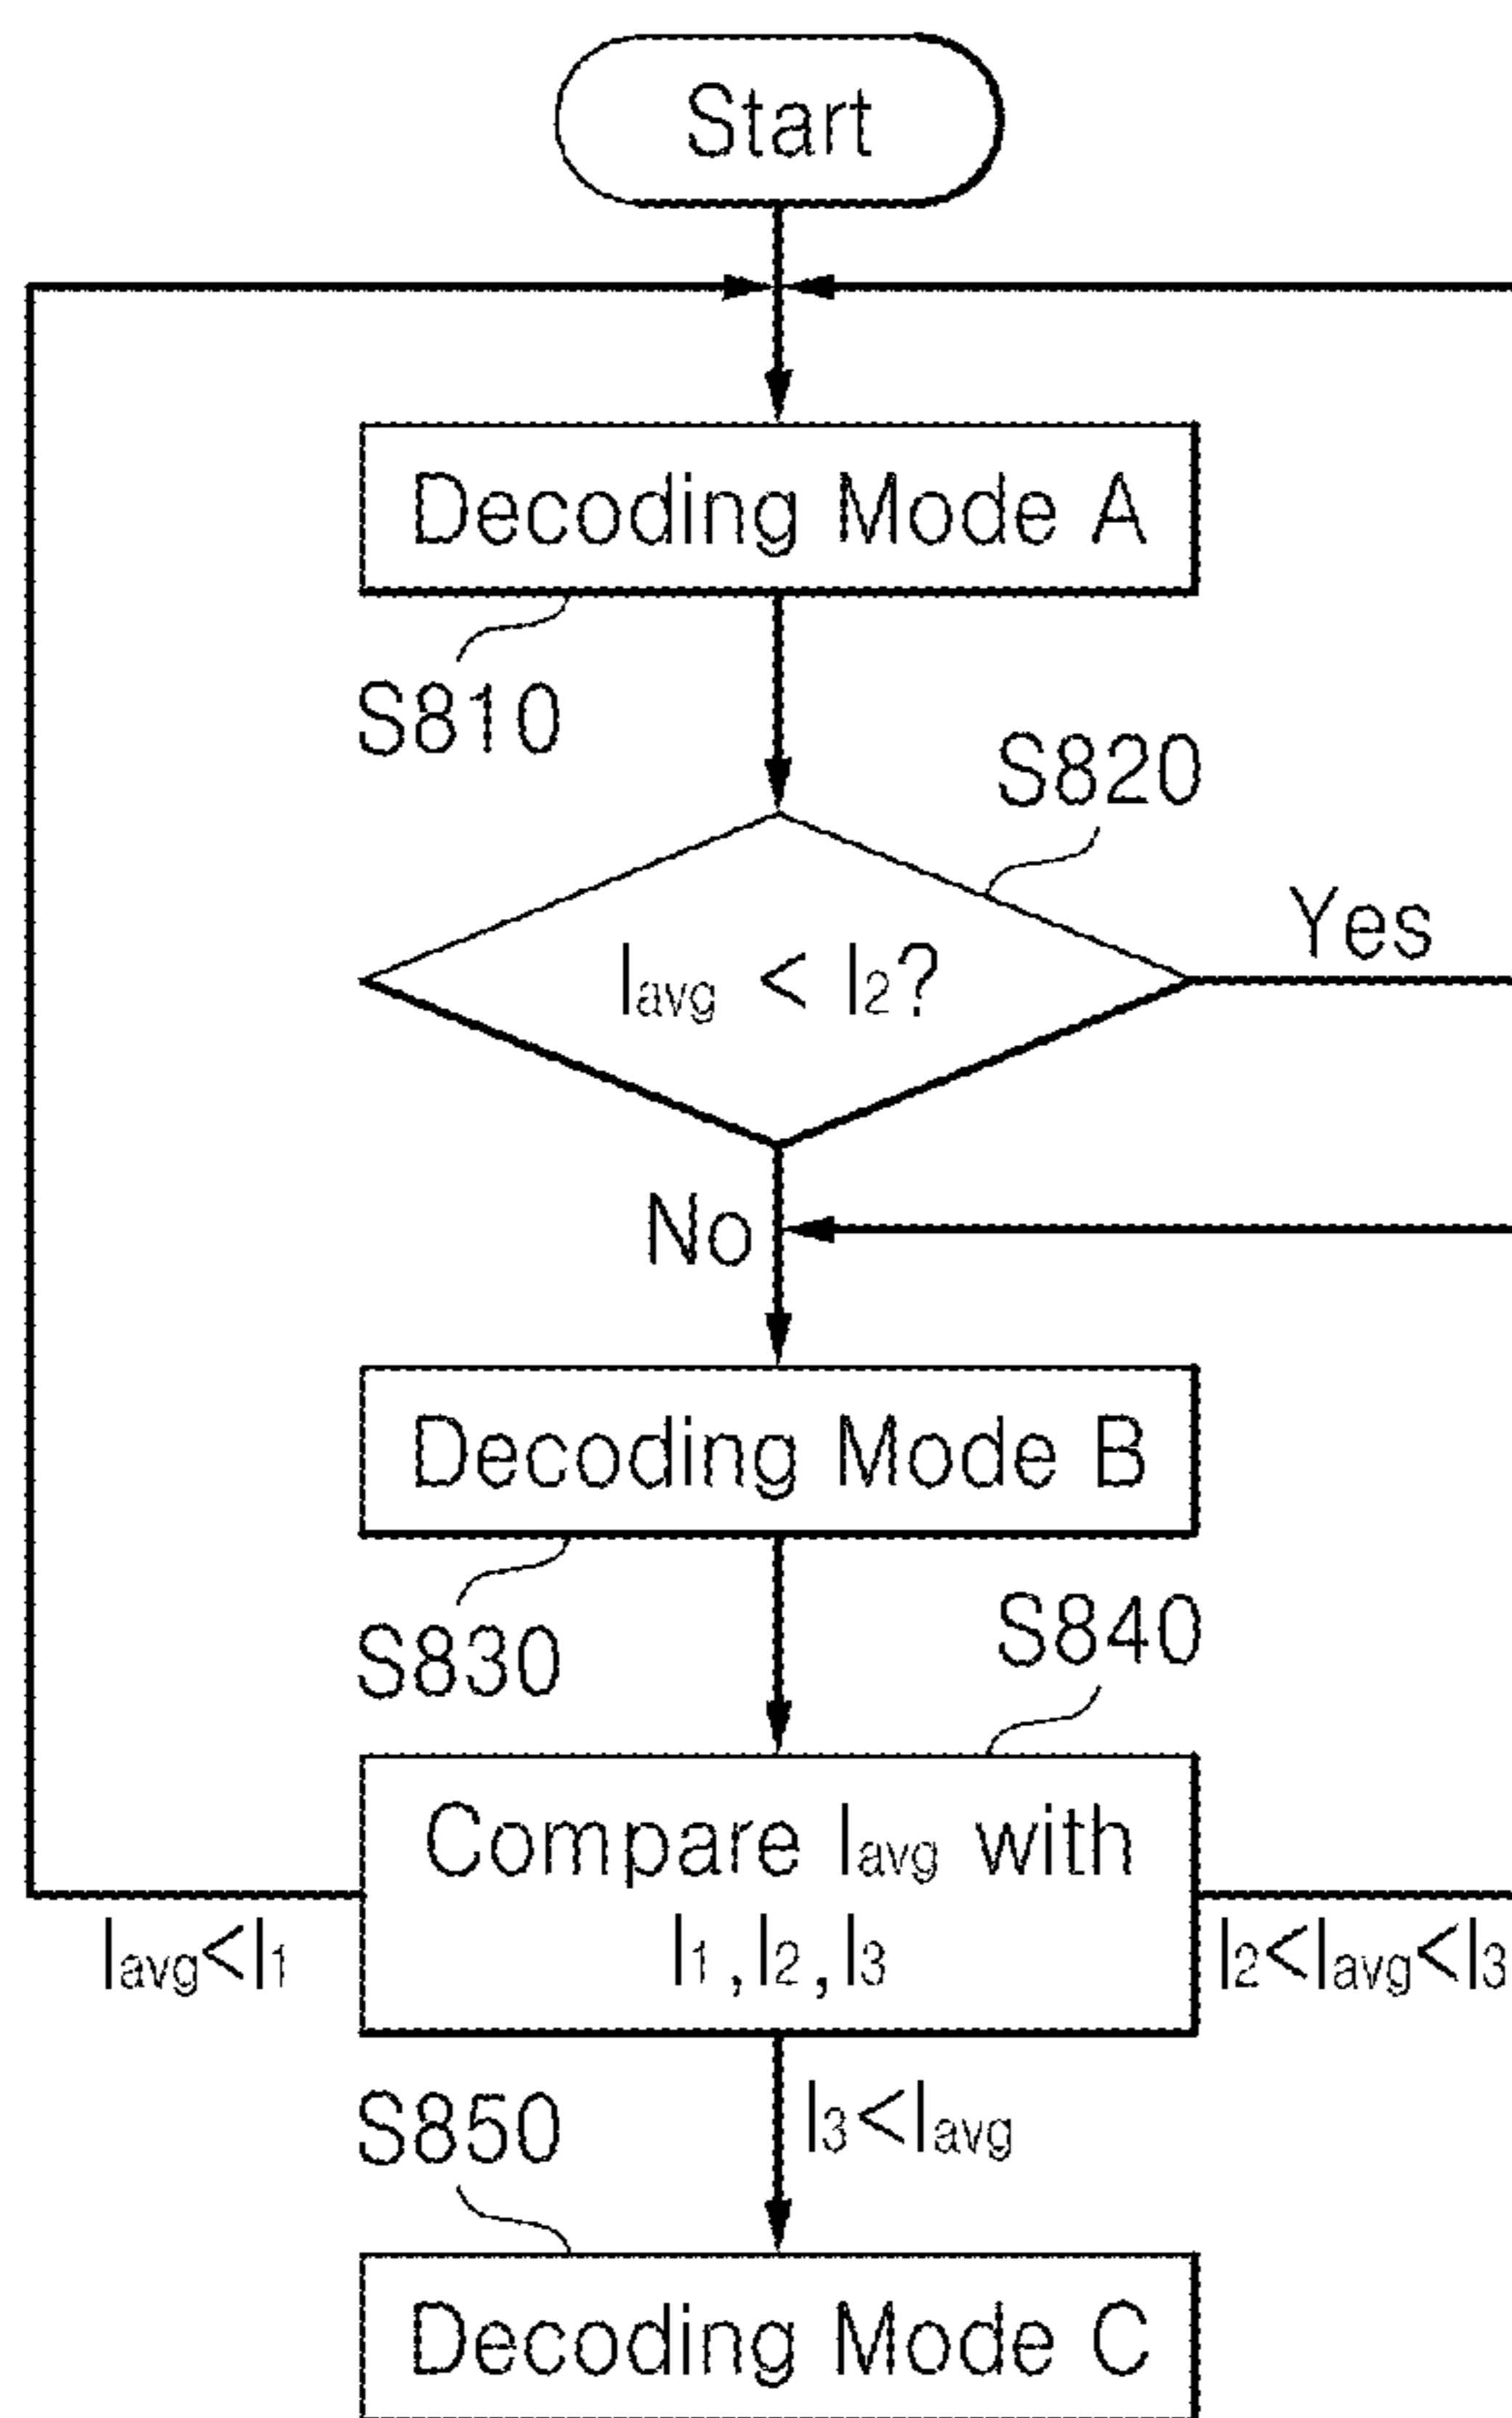 Start
Decoding Mode A
S810
S820
Iavg < I2?
Yes
No
Decoding Mode B
S830
S840
Compare Iavg with
I1,I2,I3
Iavg<I1
I2<Iavg<I3
S850
I3<Iavg
Decoding Mode C